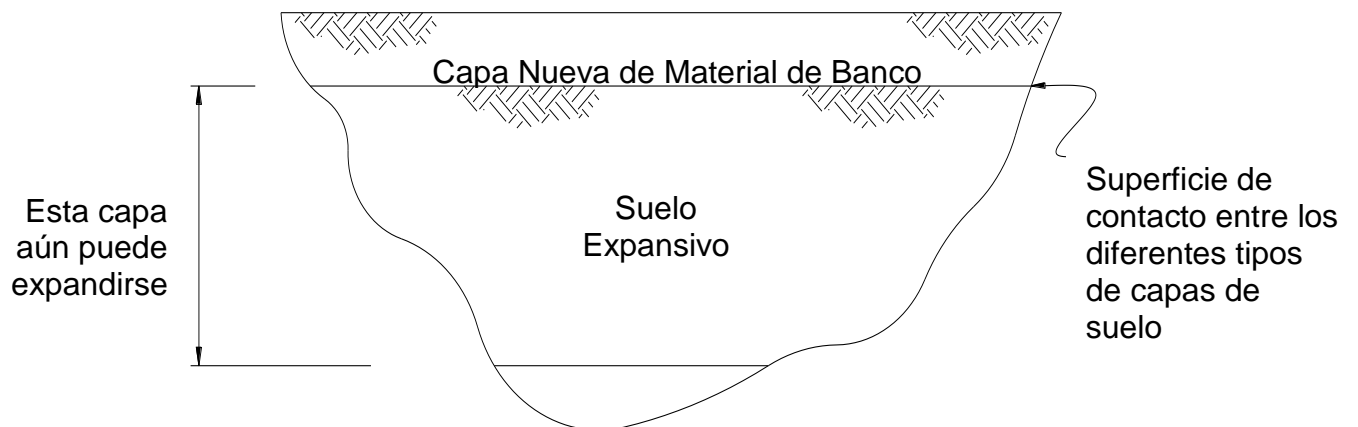 Capa Nueva de Material de Banco
Esta capa
aún puede
expandirse
Suelo
Expansivo
Superficie de
contacto entre los
diferentes tipos
de capas de
suelo